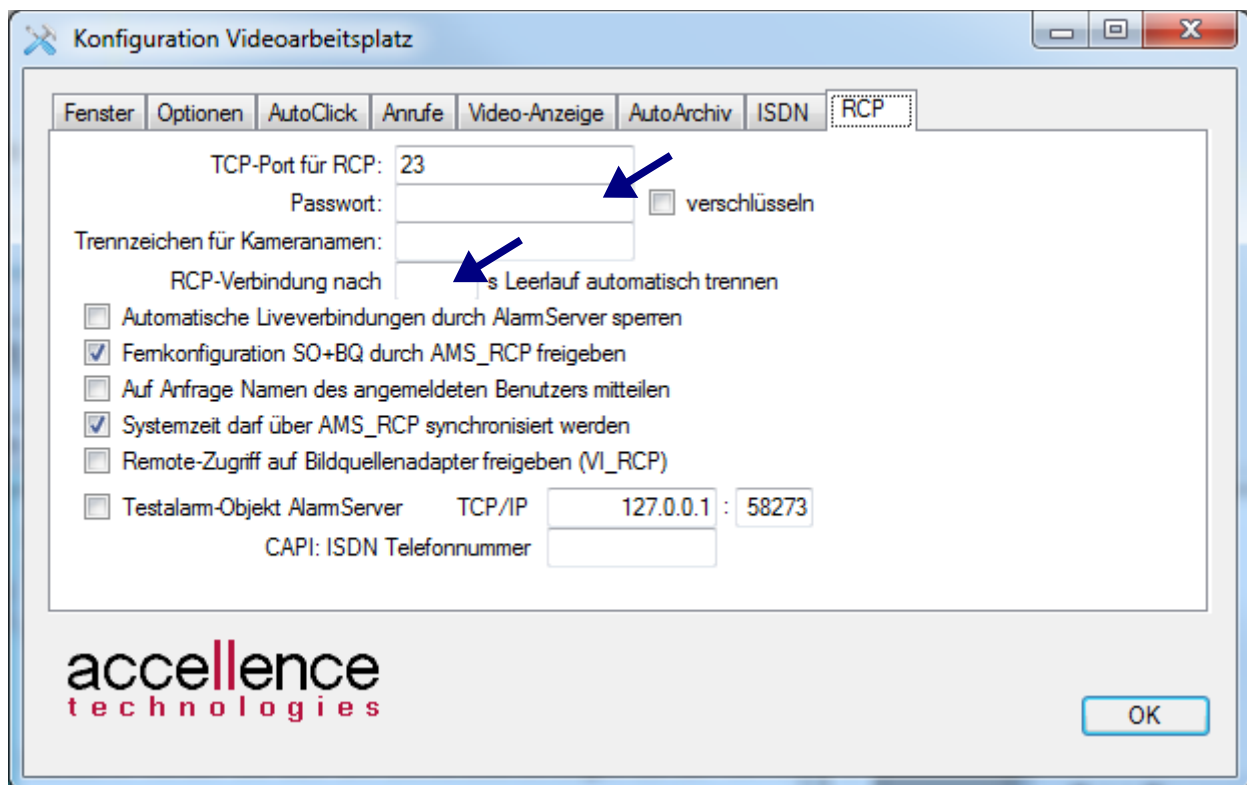 Konfiguration Videoarbeitsplatz
Fenster Optionen AutoClick Anrufe Video-Anzeige AutoArchiv ISDN RCP
TCP-Port für RCP: 23
Passwort: verschlüsseln
Trennzeichen für Kameranamen:
RCP-Verbindung nach s Leerlauf automatisch trennen
Automatische Liveverbindungen durch AlarmServer sperren
Fernkonfiguration SO+BQ durch AMS_RCP freigeben
Auf Anfrage Namen des angemeldeten Benutzers mitteilen
Systemzeit darf über AMS_RCP synchronisiert werden
Remote-Zugriff auf Bildquellenadapter freigeben (VI_RCP)
Testalarm-Objekt AlarmServer TCP/IP 127.0.0.1 : 58273
CAPI: ISDN Telefonnummer
accellence
technologies
OK